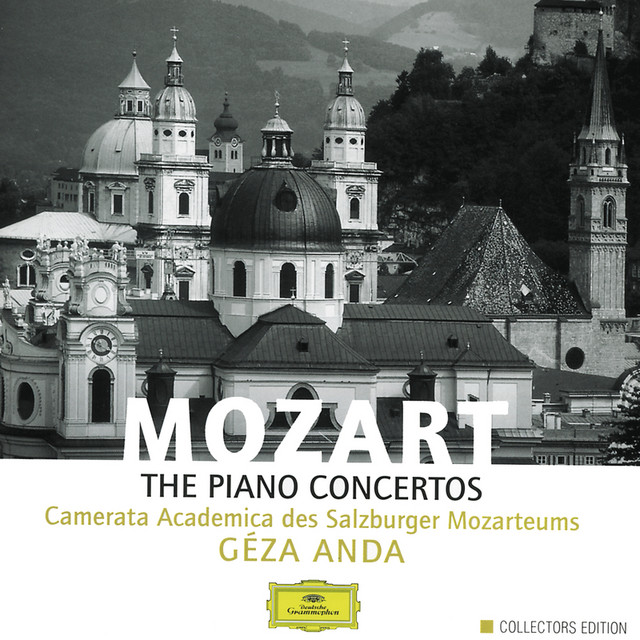 MOZART
THE PIANO CONCERTOS
Camerata Academica des Salzburger Mozarteums
GÉZA ANDA
Deutsche
Grammophon
COLLECTORS EDITION